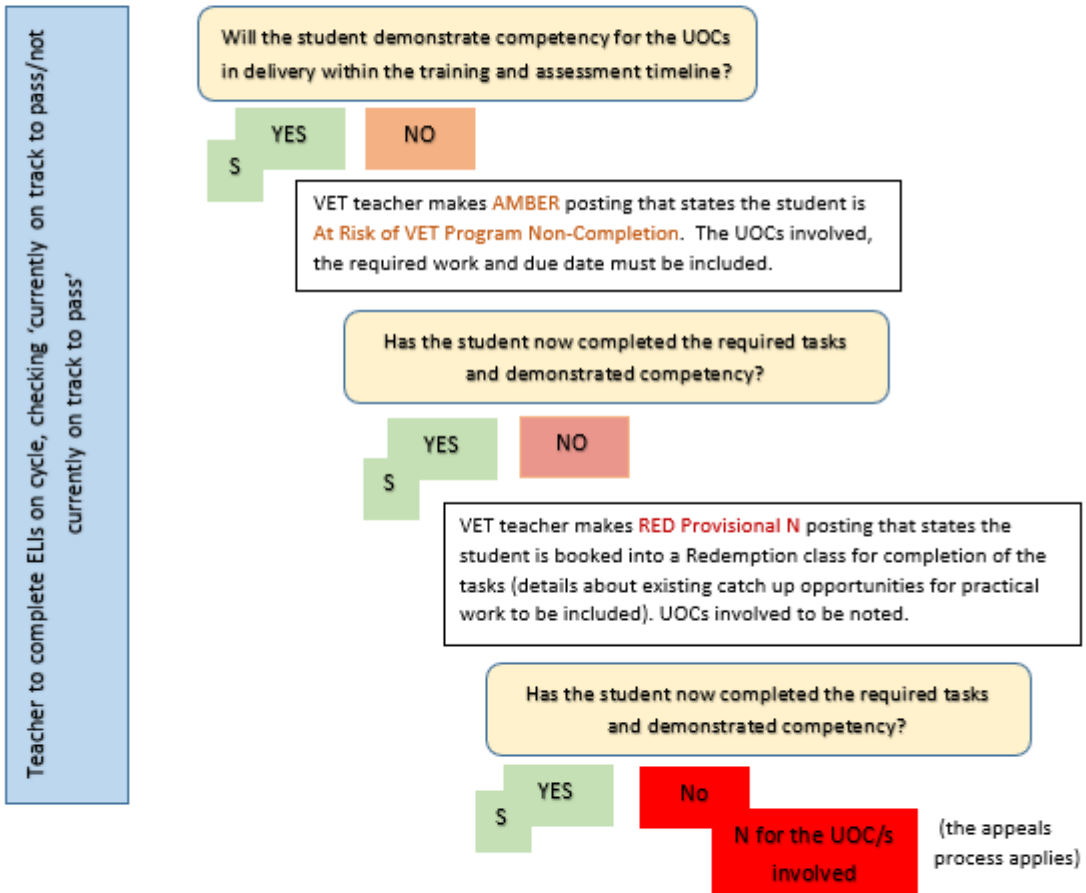 Teacher to complete ELIs on cycle, checking 'currently on track to pass/not
currently on track to pass'
Will the student demonstrate competency for the UOCs
in delivery within the training and assessment timeline?
YES
NO
S
VET teacher makes AMBER posting that states the student is
At Risk of VET Program Non-Completion. The UOCs involved,
the required work and due date must be included.
Has the student now completed the required tasks
and demonstrated competency?
YES
NO
S
VET teacher makes RED Provisional N posting that states the
student is booked into a Redemption class for completion of the
tasks (details about existing catch up opportunities for practical
work to be included). UOCs involved to be noted.
Has the student now completed the required tasks
and demonstrated competency?
YES
No
S
N for the UOC/s
involved
(the appeals
process applies)